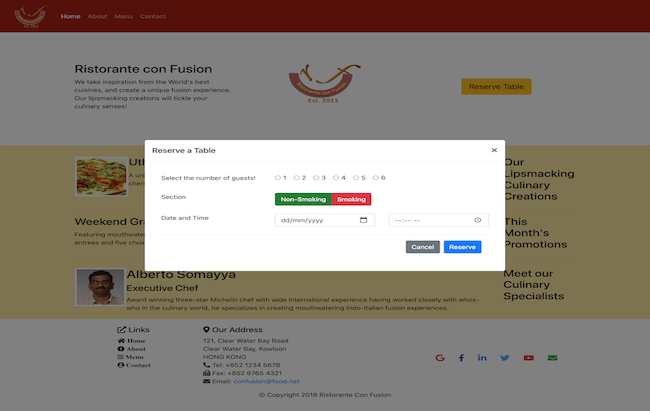 Home About Menu Contact
Ristorante con Fusion
We take inspiration from the World's best
cuisines, and create a unique fusion experience.
Our lipsmacking creations will tickle your
culinary senses!
Ristorante con Fusion
Est. 2013
Reserve Table
Reserve a Table ×
Select the number of guests! 1 2 3 4 5 6
Section Non-Smoking Smoking
Date and Time dd/mm/yyyy --:-- --
Cancel Reserve
Our
Lipsmacking
Culinary
Creations
Weekend Gra
Featuring mouthwate
entrees and five choic
This
Month's
Promotions
Alberto Somayya
Executive Chef
Award winning three-star Michelin chef with wide International experience having worked closely with whos-
who in the culinary world, he specializes in creating mouthwatering Indo-Italian fusion experiences.
Meet our
Culinary
Specialists
Links
Home
About
Menu
Contact
Our Address
121, Clear Water Bay Road
Clear Water Bay, Kowloon
HONG KONG
Tel: +852 1234 5678
Fax: +852 8765 4321
Email: confusion@food.net
© Copyright 2018 Ristorante Con Fusion